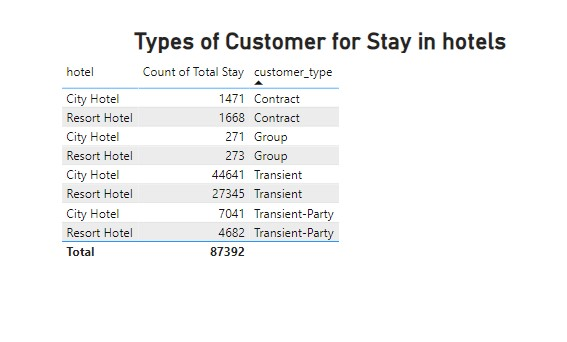 Types of Customer for Stay in hotels
hotel Count of Total Stay customer_type
City Hotel 1471 Contract
Resort Hotel 1668 Contract
City Hotel 271 Group
Resort Hotel 273 Group
City Hotel 44641 Transient
Resort Hotel 27345 Transient
City Hotel 7041 Transient-Party
Resort Hotel 4682 Transient-Party
Total 87392